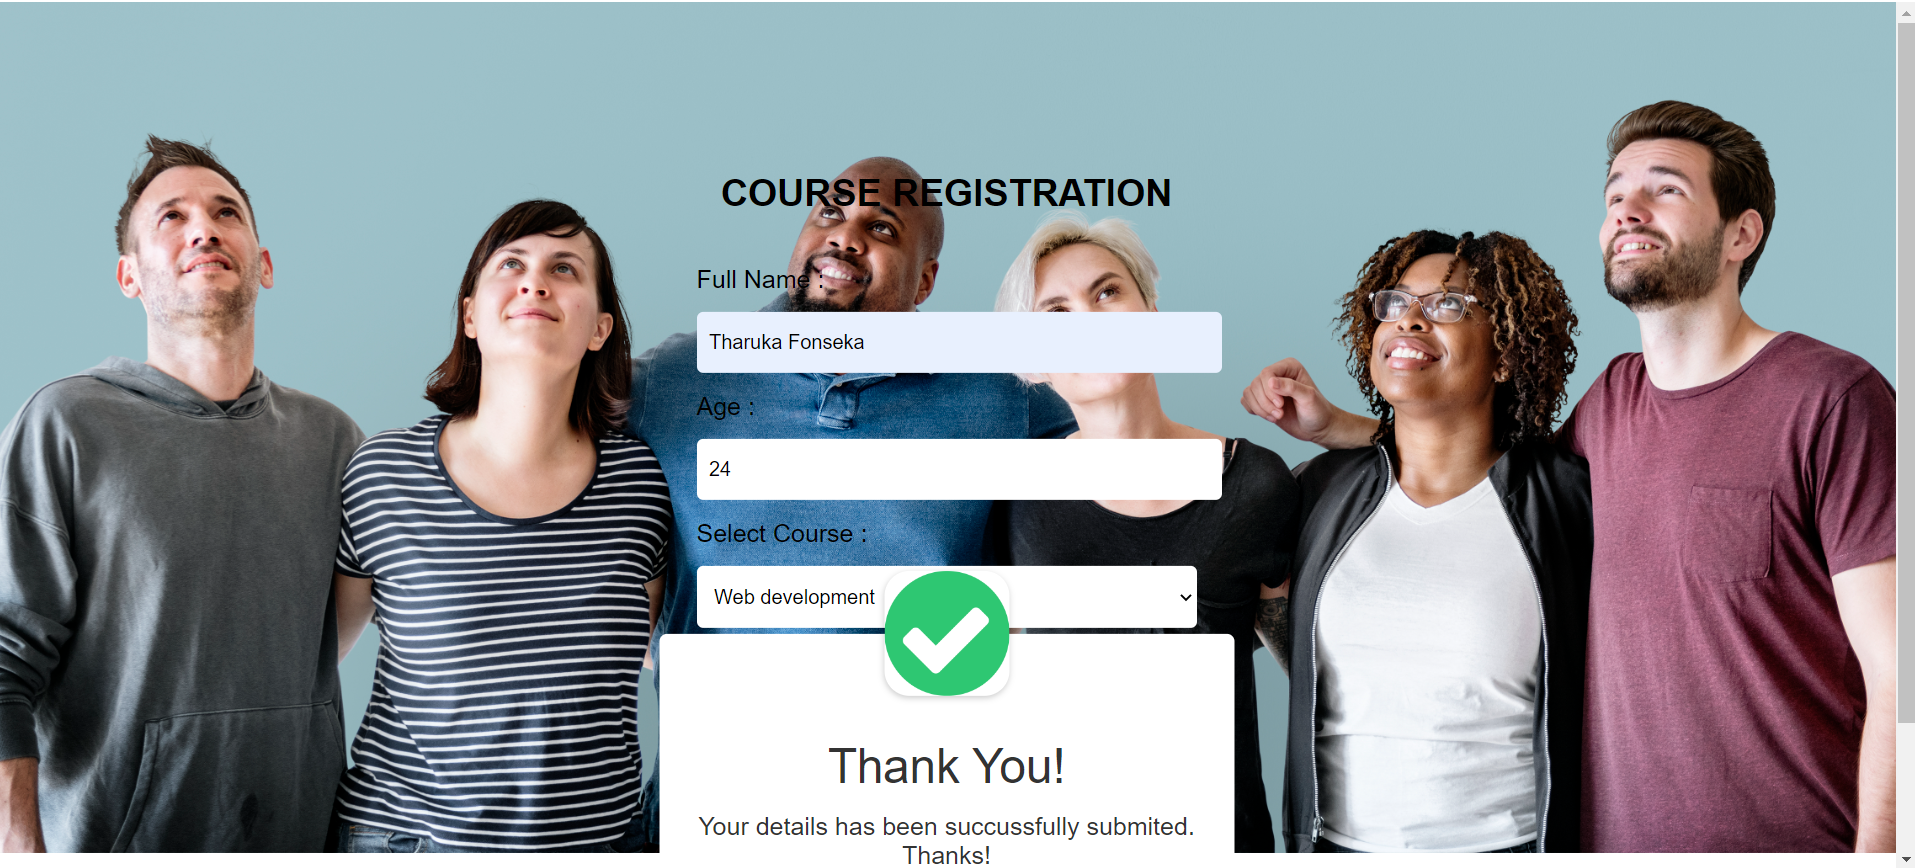 COURSE REGISTRATION
Full Name :
Tharuka Fonseka
Age :
24
Select Course :
Web development
Thank You!
Your details has been succussfully submited.
Thanks!